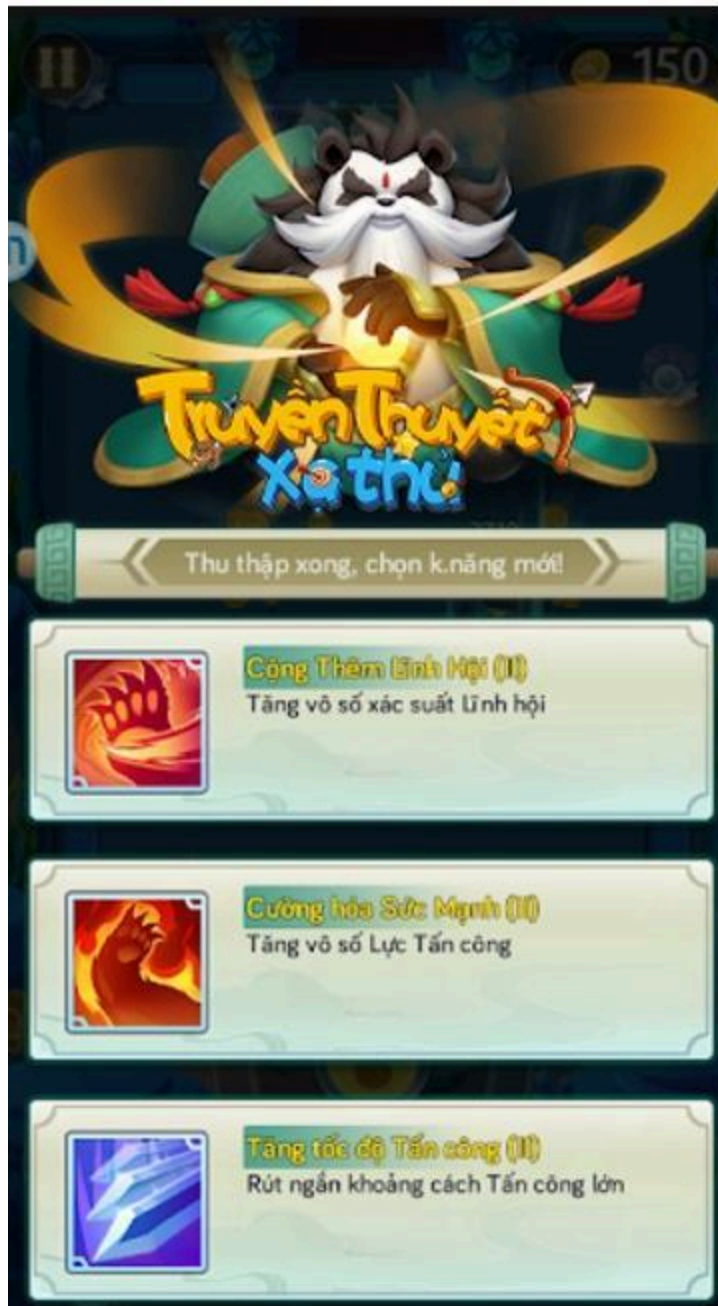 150
Truyền Thuyết
Xạ thủ
Thu thập xong, chọn k.năng mới!
Cộng Thêm Lĩnh Hội (II)
Tăng vô số xác suất Lĩnh hội
Cường hóa Sức Mạnh (II)
Tăng vô số Lực Tấn công
Tăng tốc độ Tấn công (II)
Rút ngắn khoảng cách Tấn công lớn